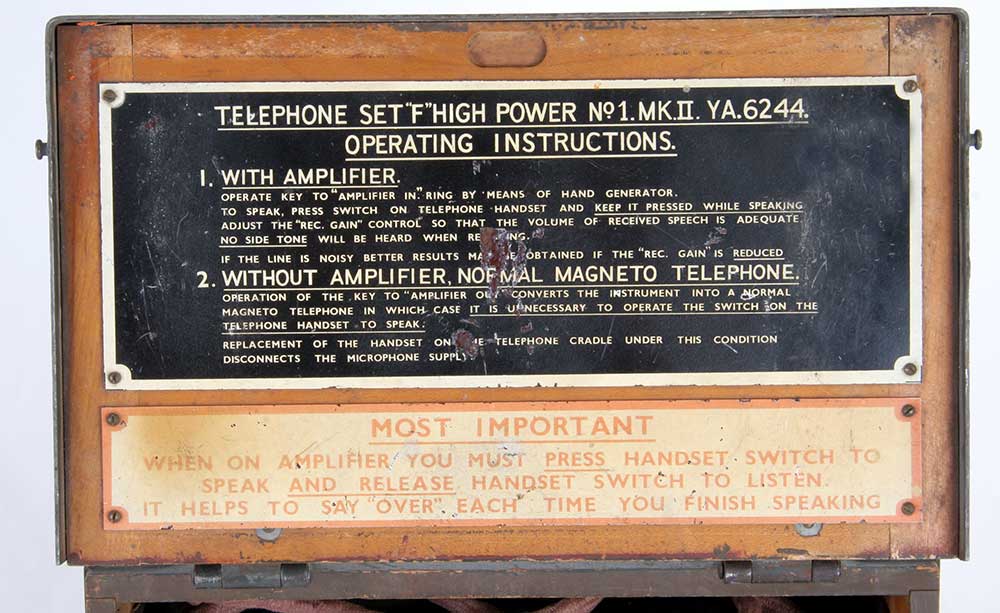 TELEPHONE SET "F" HIGH POWER Nº1. MK.II. YA.6244.
OPERATING INSTRUCTIONS.
1. WITH AMPLIFIER.
OPERATE KEY TO "AMPLIFIER IN." RING BY MEANS OF HAND GENERATOR.
TO SPEAK, PRESS SWITCH ON TELEPHONE HANDSET AND KEEP IT PRESSED WHILE SPEAKING
ADJUST THE "REC. GAIN" CONTROL SO THAT THE VOLUME OF RECEIVED SPEECH IS ADEQUATE.
NO SIDE TONE WILL BE HEARD WHEN
IF THE LINE IS NOISY BETTER RESULTS MAY BE OBTAINED IF THE "REC. GAIN" IS REDUCED
2. WITHOUT AMPLIFIER, NORMAL MAGNETO TELEPHONE.
OPERATION OF THE KEY TO "AMPLIFIER OUT" CONVERTS THE INSTRUMENT INTO A NORMAL
MAGNETO TELEPHONE IN WHICH CASE IT IS UNNECESSARY TO OPERATE THE SWITCH ON THE
TELEPHONE HANDSET TO SPEAK.
REPLACEMENT OF THE HANDSET ON THE TELEPHONE CRADLE UNDER THIS CONDITION
DISCONNECTS THE MICROPHONE SUPPLY.
MOST IMPORTANT
WHEN ON AMPLIFIER YOU MUST PRESS HANDSET SWITCH TO
SPEAK AND RELEASE HANDSET SWITCH TO LISTEN.
IT HELPS TO SAY "OVER" EACH TIME YOU FINISH SPEAKING